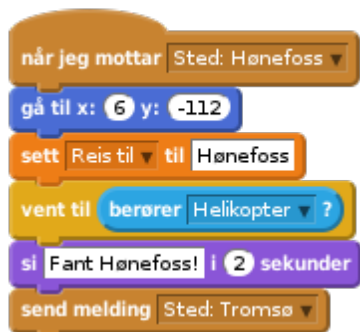 når jeg mottar Sted: Hønefoss
gå til x: 6 y: -112
sett Reis til til Hønefoss
vent til berører Helikopter ?
si Fant Hønefoss! i 2 sekunder
send melding Sted: Tromsø